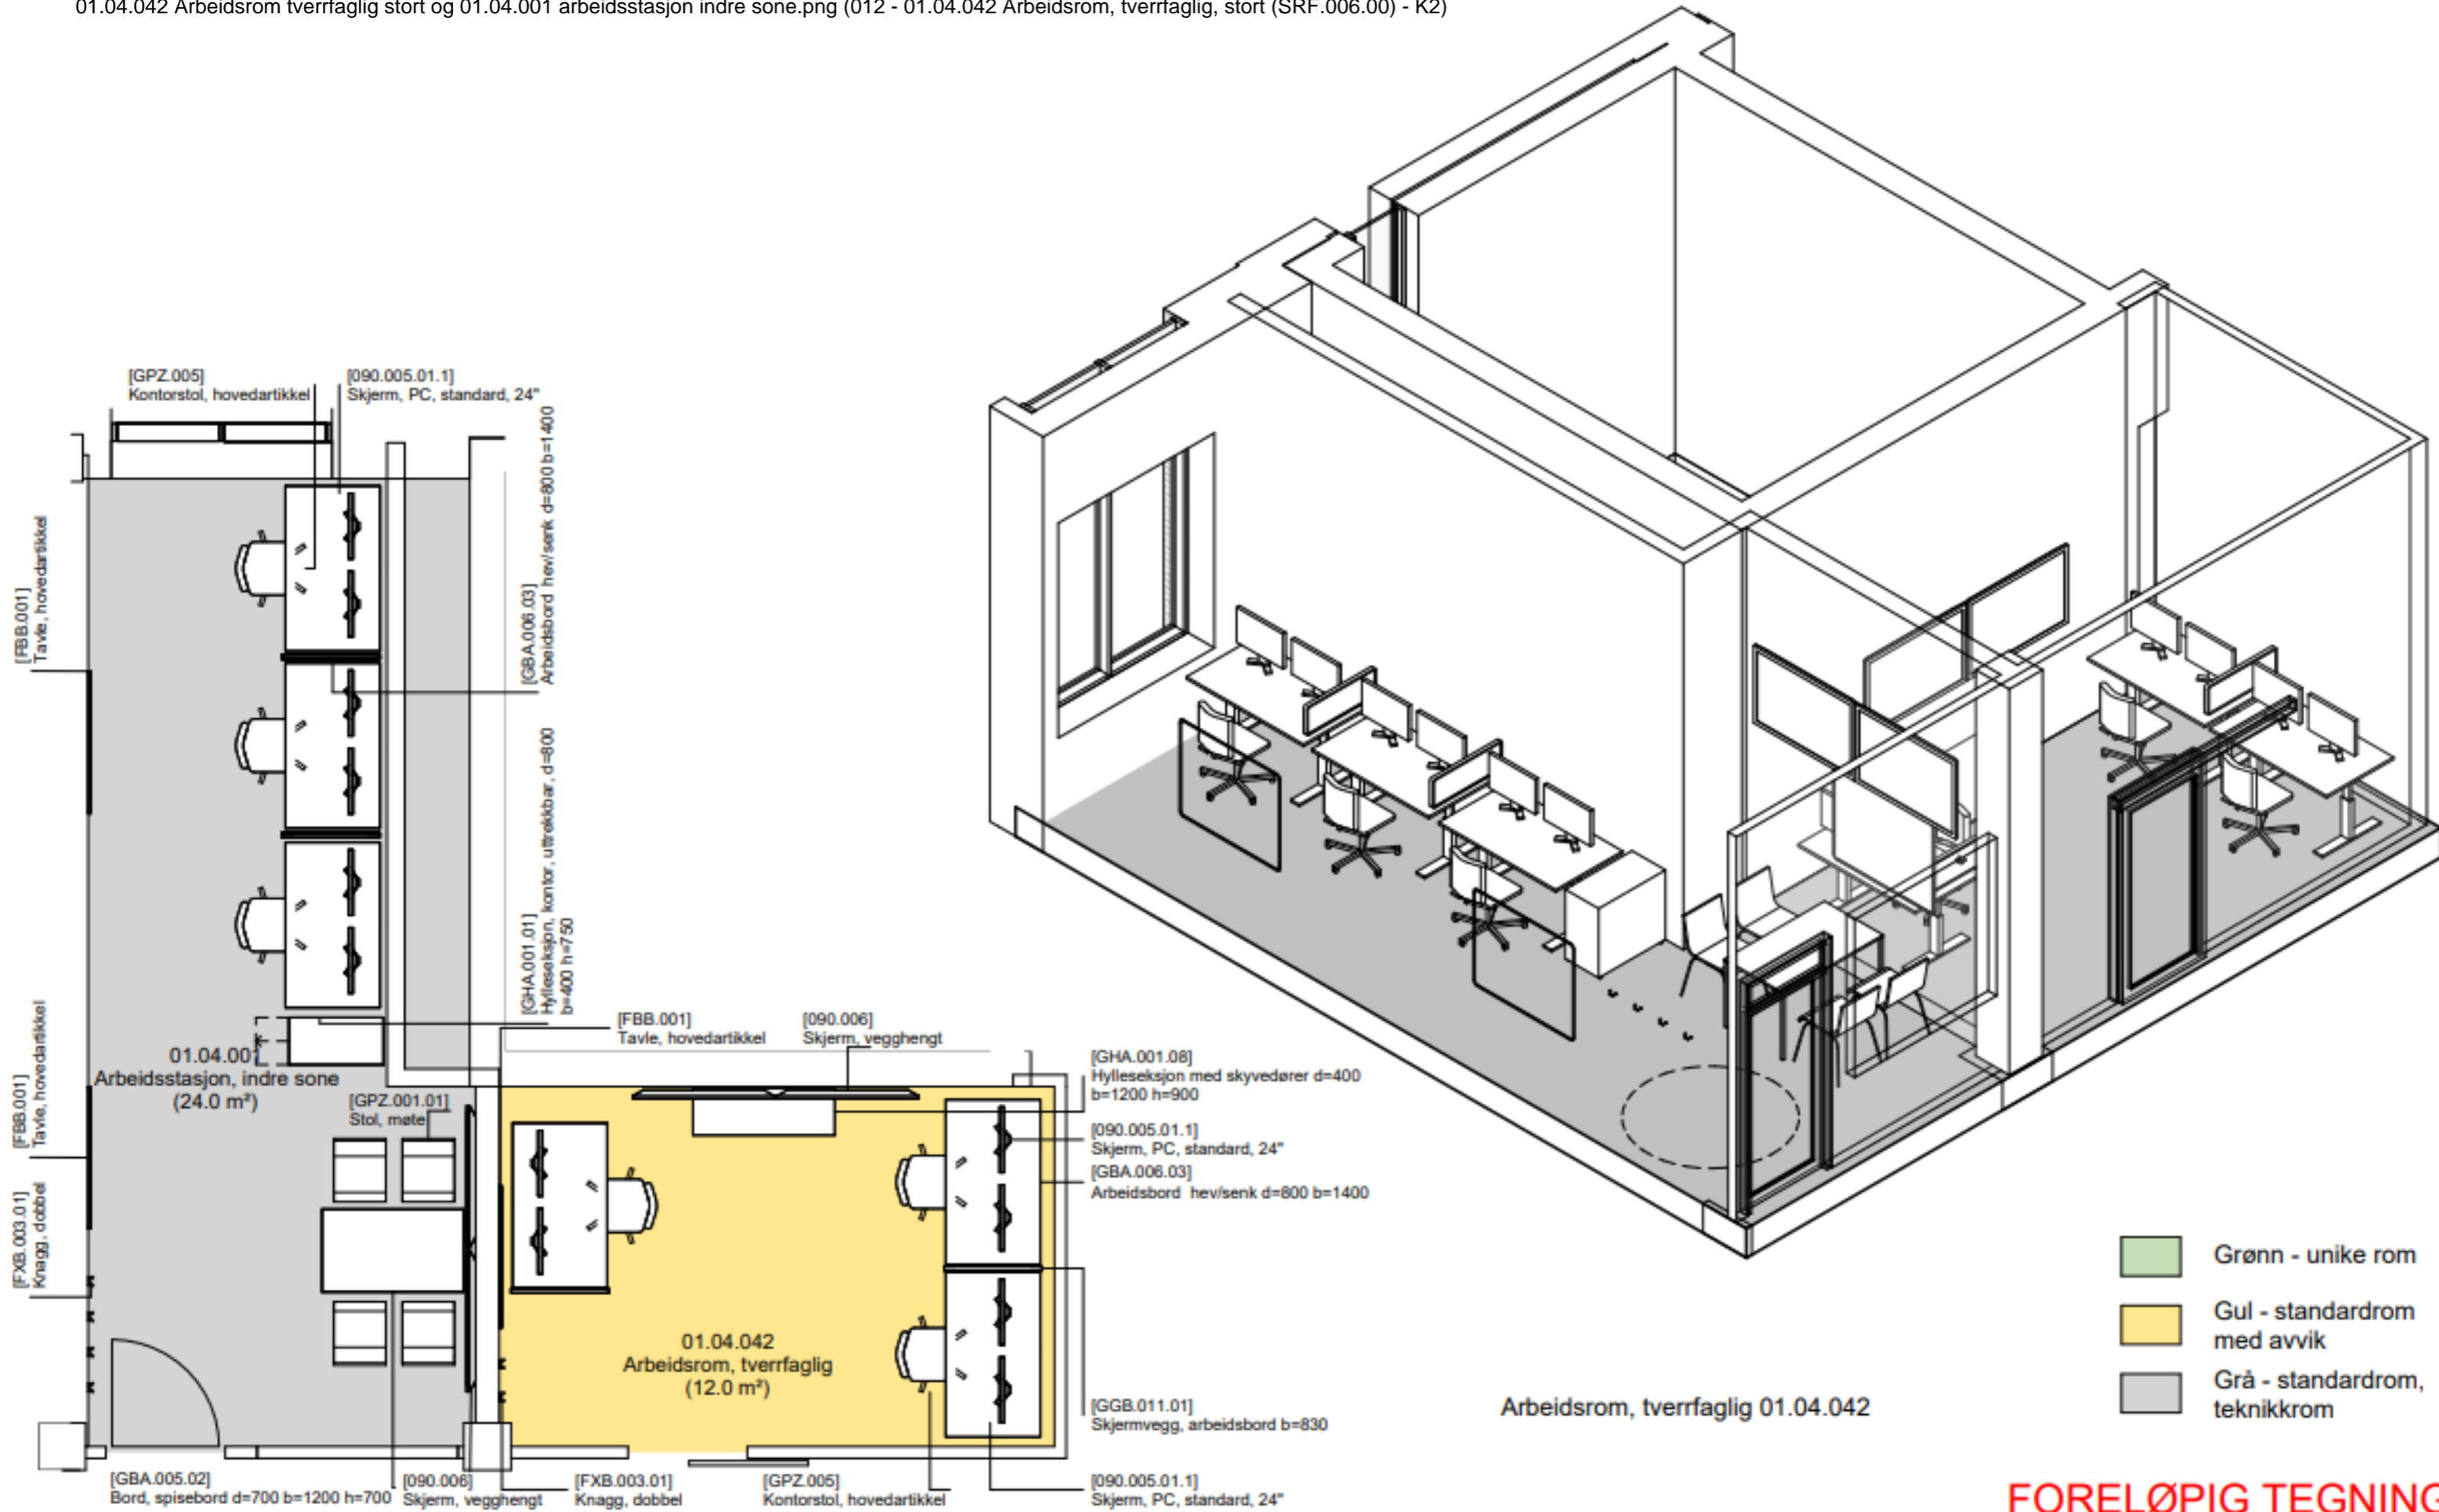 01.04.042 Arbeidsrom tverrfaglig stort og 01.04.001 arbeidsstasjon indre sone.png (012 - 01.04.042 Arbeidsrom, tverrfaglig, stort (SRF.006.00) - K2)
[GPZ.005]
Kontorstol, hovedartikkel
[090.005.01.1]
Skjerm, PC, standard, 24"
[FBB.001]
Tavle, hovedartikkel
[GBA.006.03]
Arbeidsbord hev/senk d=800 b=1400
[GHA.001.01]
Hylleseksjon, kontor, uttrekkbar, d=800
b=400 h=750
[FBB.001]
Tavle, hovedartikkel
[FXB.003.01]
Knagg, dobbel
01.04.001
Arbeidsstasjon, indre sone
(24.0 m²)
[GPZ.001.01]
Stol, møte
[FBB.001]
Tavle, hovedartikkel
[090.006]
Skjerm, vegghengt
[GHA.001.08]
Hylleseksjon med skyvedører d=400
b=1200 h=900
[090.005.01.1]
Skjerm, PC, standard, 24"
[GBA.006.03]
Arbeidsbord hev/senk d=800 b=1400
01.04.042
Arbeidsrom, tverrfaglig
(12.0 m²)
[GGB.011.01]
Skjermvegg, arbeidsbord b=830
[GBA.005.02]
Bord, spisebord d=700 b=1200 h=700
[090.006]
Skjerm, vegghengt
[FXB.003.01]
Knagg, dobbel
[GPZ.005]
Kontorstol, hovedartikkel
[090.005.01.1]
Skjerm, PC, standard, 24"
Arbeidsrom, tverrfaglig 01.04.042
Grønn - unike rom
Gul - standardrom
med avvik
Grå - standardrom,
teknikkrom
FORELØPIG TEGNING